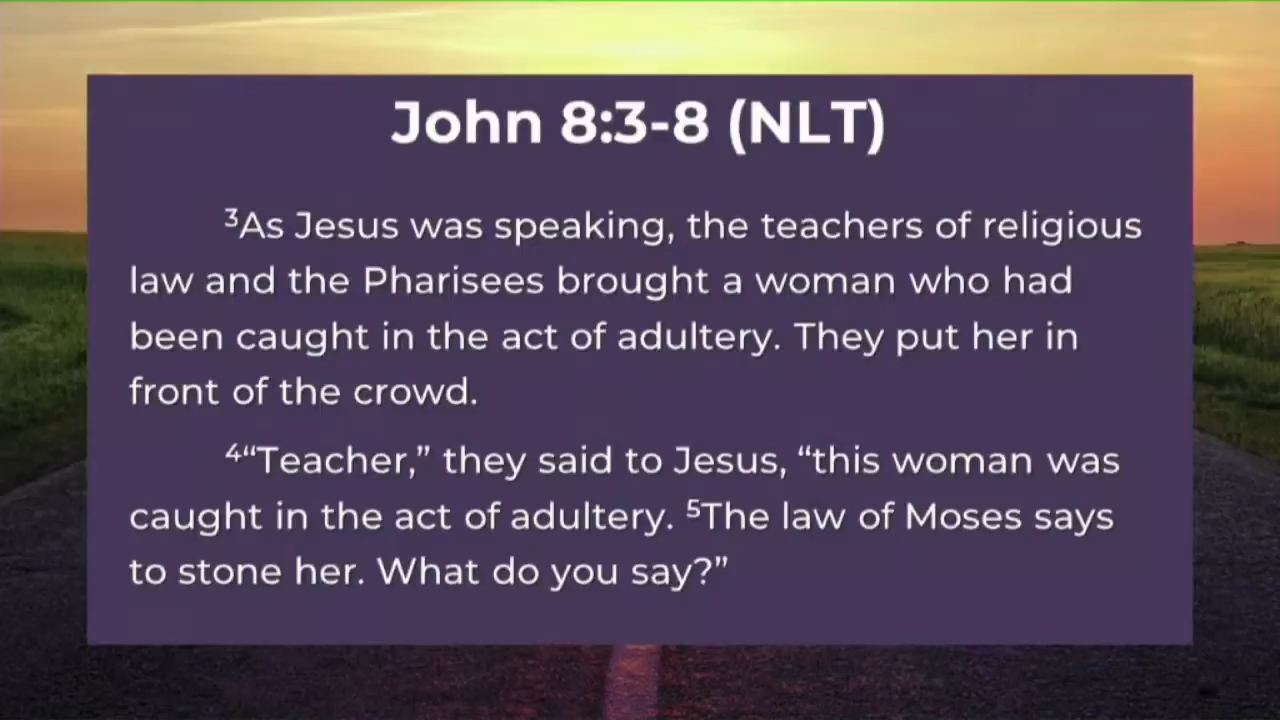 John 8:3-8 (NLT)
³As Jesus was speaking, the teachers of religious
law and the Pharisees brought a woman who had
been caught in the act of adultery. They put her in
front of the crowd.
⁴“Teacher,” they said to Jesus, “this woman was
caught in the act of adultery. ⁵The law of Moses says
to stone her. What do you say?”